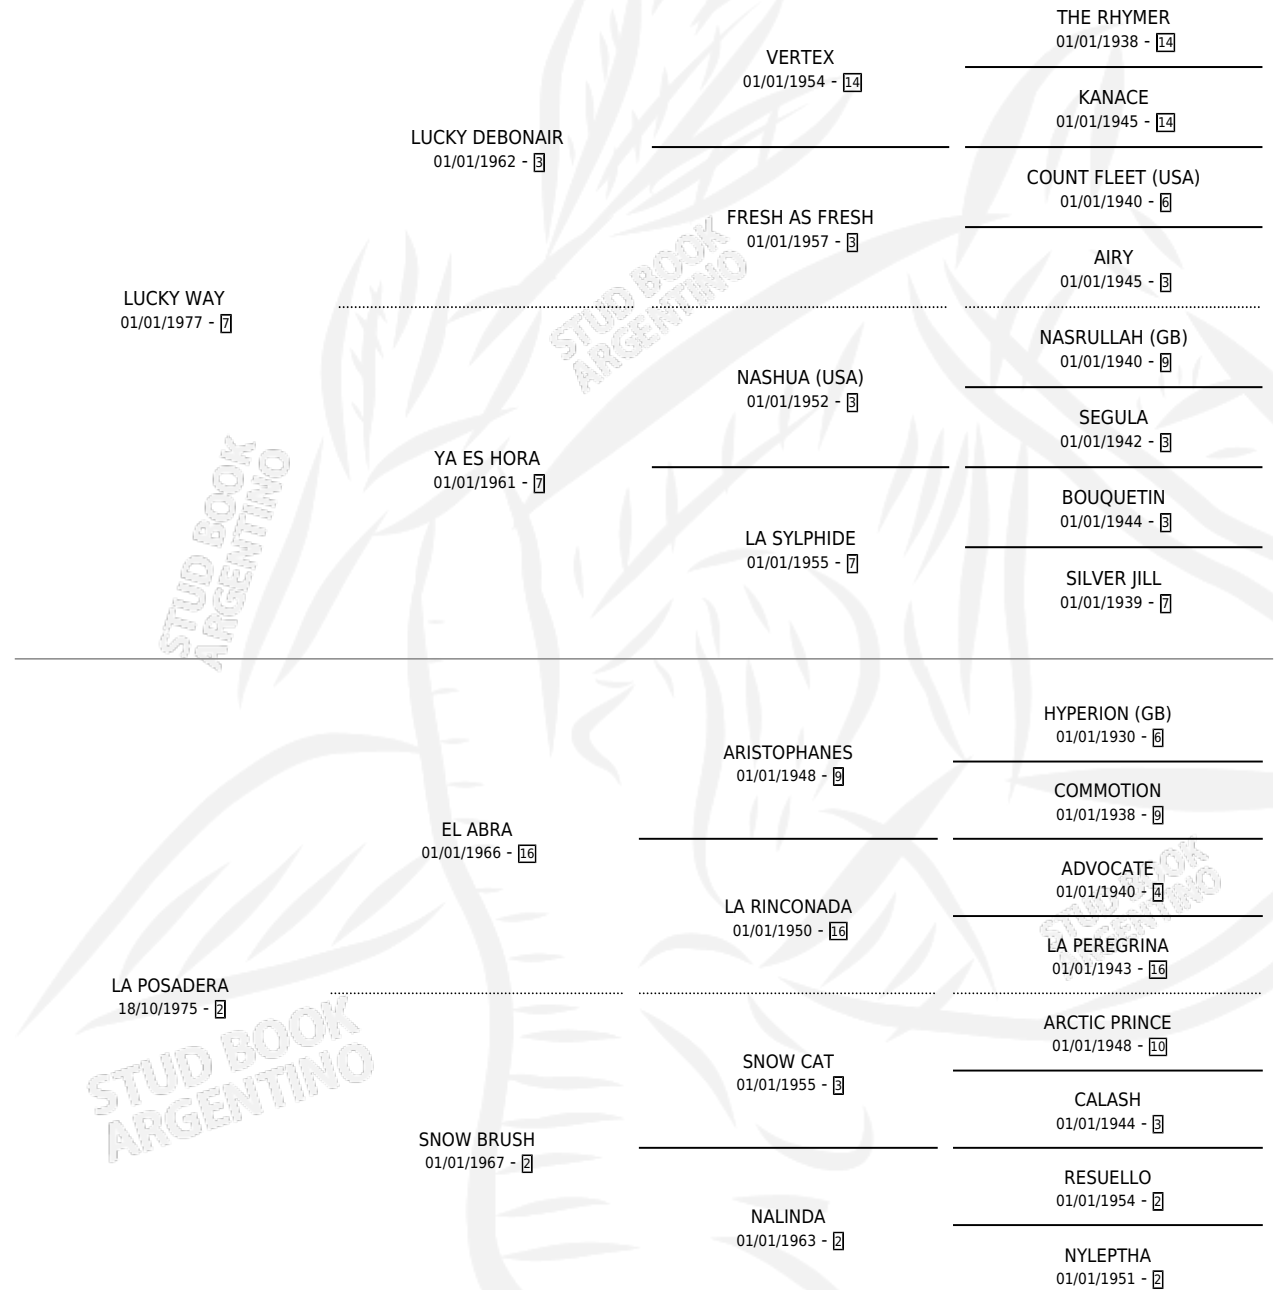 THE RHYMER
01/01/1938 - 14
VERTEX
01/01/1954 - 14
KANACE
01/01/1945 - 14
LUCKY DEBONAIR
01/01/1962 - 3
COUNT FLEET (USA)
01/01/1940 - 6
FRESH AS FRESH
01/01/1957 - 3
AIRY
01/01/1945 - 3
LUCKY WAY
01/01/1977 - 7
NASRULLAH (GB)
01/01/1940 - 9
NASHUA (USA)
01/01/1952 - 3
SEGULA
01/01/1942 - 3
YA ES HORA
01/01/1961 - 7
BOUQUETIN
01/01/1944 - 3
LA SYLPHIDE
01/01/1955 - 7
SILVER JILL
01/01/1939 - 7
HYPERION (GB)
01/01/1930 - 6
ARISTOPHANES
01/01/1948 - 9
COMMOTION
01/01/1938 - 9
EL ABRA
01/01/1966 - 16
ADVOCATE
01/01/1940 - 4
LA RINCONADA
01/01/1950 - 16
LA PEREGRINA
01/01/1943 - 16
LA POSADERA
18/10/1975 - 2
ARCTIC PRINCE
01/01/1948 - 10
SNOW CAT
01/01/1955 - 3
CALASH
01/01/1944 - 3
SNOW BRUSH
01/01/1967 - 2
RESUELLO
01/01/1954 - 2
NALINDA
01/01/1963 - 2
NYLEPTHA
01/01/1951 - 2
STUD BOOK
ARGENTINO
STUD BOOK
ARGENTINO
STUD BOOK
ARGENTINO
STUD BOOK
ARGENTINO